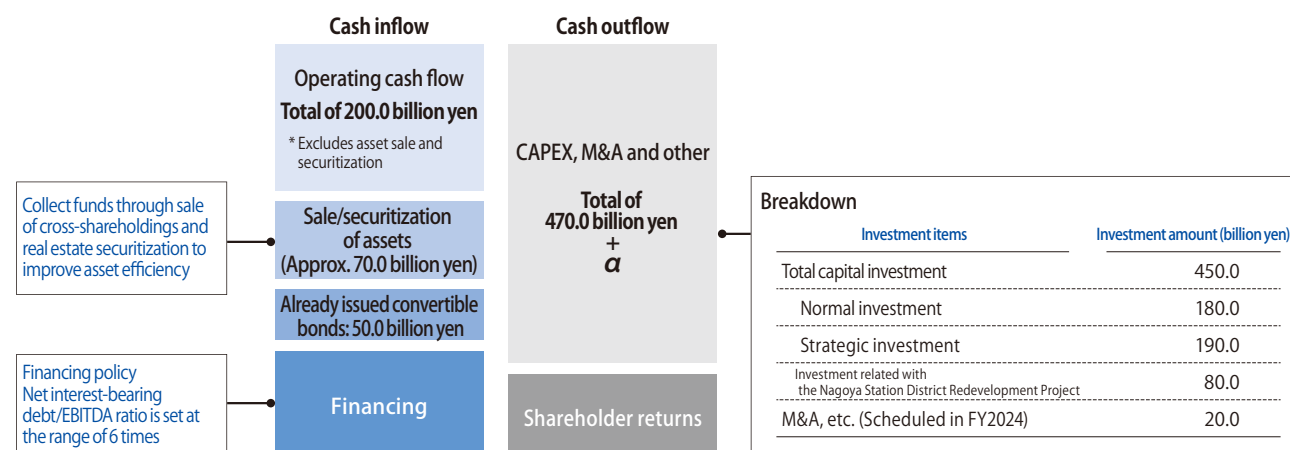 Cash inflow
Operating cash flow
Total of 200.0 billion yen
* Excludes asset sale and
securitization
Collect funds through sale
of cross-shareholdings and
real estate securitization to
improve asset efficiency
Sale/securitization
of assets
(Approx. 70.0 billion yen)
Already issued convertible
bonds: 50.0 billion yen
Financing policy
Net interest-bearing
debt/EBITDA ratio is set at
the range of 6 times
Financing
Cash outflow
CAPEX, M&A and other
Total of
470.0 billion yen
+
α
Shareholder returns
Breakdown
Investment items Investment amount (billion yen)
Total capital investment 450.0
Normal investment 180.0
Strategic investment 190.0
Investment related with
the Nagoya Station District Redevelopment Project 80.0
M&A, etc. (Scheduled in FY2024) 20.0